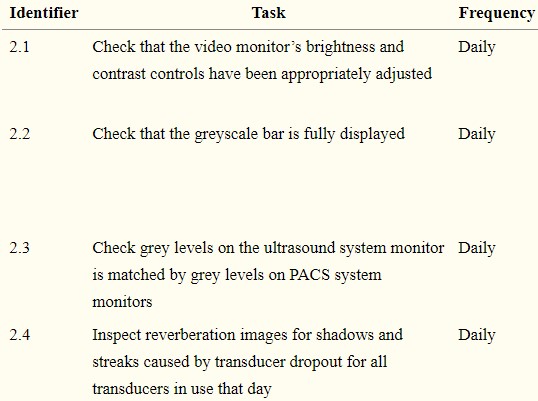 Identifier Task Frequency
2.1 Check that the video monitor’s brightness and Daily
contrast controls have been appropriately adjusted
2.2 Check that the greyscale bar is fully displayed Daily
2.3 Check grey levels on the ultrasound system monitor Daily
is matched by grey levels on PACS system
monitors
2.4 Inspect reverberation images for shadows and Daily
streaks caused by transducer dropout for all
transducers in use that day